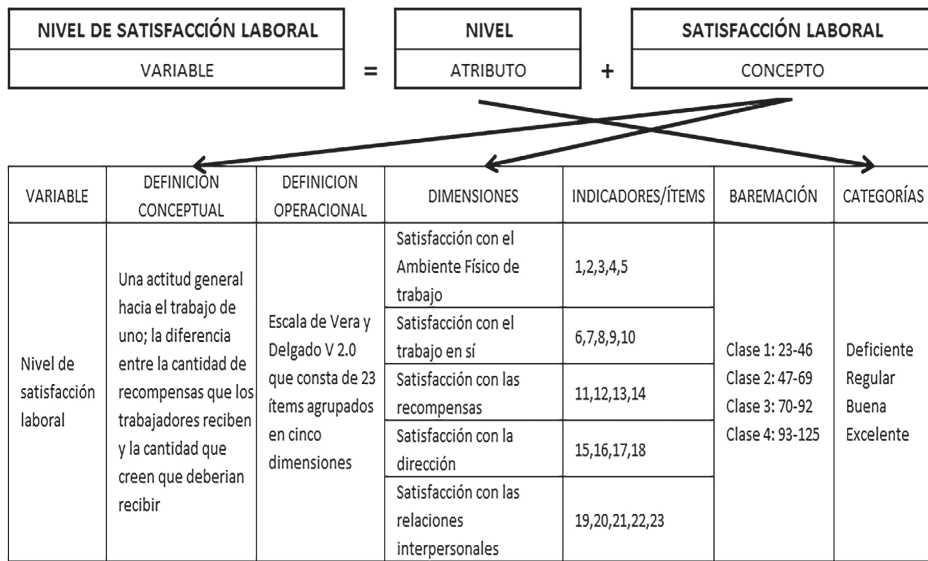 NIVEL DE SATISFACCIÓN LABORAL
VARIABLE
=
NIVEL
ATRIBUTO
+
SATISFACCIÓN LABORAL
CONCEPTO
VARIABLE
DEFINICION
CONCEPTUAL
DEFINICION
OPERACIONAL
DIMENSIONES
INDICADORES/ÍTEMS
BAREMACIÓN
CATEGORÍAS
Nivel de
satisfacción
laboral
Una actitud general
hacia el trabajo de
uno; la diferencia
entre la cantidad de
recompensas que los
trabajadores reciben
y la cantidad que
creen que deberian
recibir
Escala de Vera y
Delgado V 2.0
que consta de 23
ítems agrupados
en cinco
dimensiones
Satisfacción con el
Ambiente Físico de
trabajo
1,2,3,4,5
Satisfacción con el
trabajo en sí
6,7,8,9,10
Satisfacción con las
recompensas
11,12,13,14
Satisfacción con la
dirección
15,16,17,18
Satisfacción con las
relaciones
interpersonales
19,20,21,22,23
Clase 1: 23-46
Clase 2: 47-69
Clase 3: 70-92
Clase 4: 93-125
Deficiente
Regular
Buena
Excelente